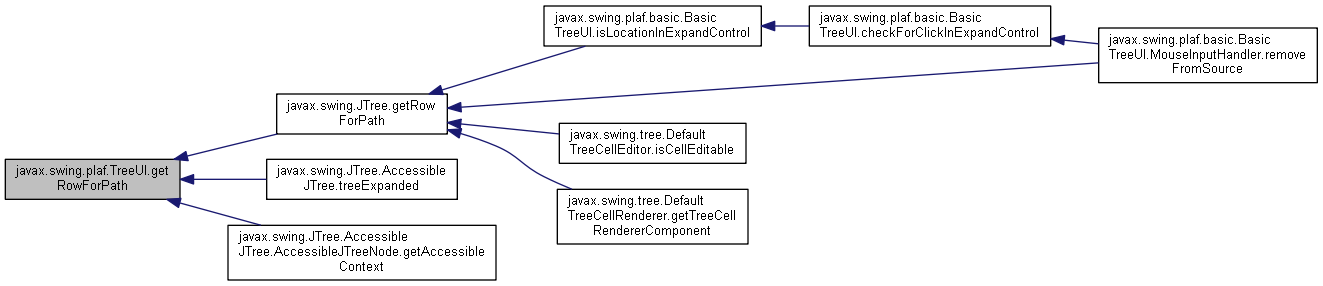 javax.swing.plaf.basic.Basic
TreeUI.isLocationInExpandControl
javax.swing.plaf.basic.Basic
TreeUI.checkForClickInExpandControl
javax.swing.plaf.basic.Basic
TreeUI.MouseInputHandler.remove
FromSource
javax.swing.JTree.getRow
ForPath
javax.swing.tree.Default
TreeCellEditor.isCellEditable
javax.swing.plaf.TreeUI.get
RowForPath
javax.swing.JTree.Accessible
JTree.treeExpanded
javax.swing.tree.Default
TreeCellRenderer.getTreeCell
RendererComponent
javax.swing.JTree.Accessible
JTree.AccessibleJTreeNode.getAccessible
Context